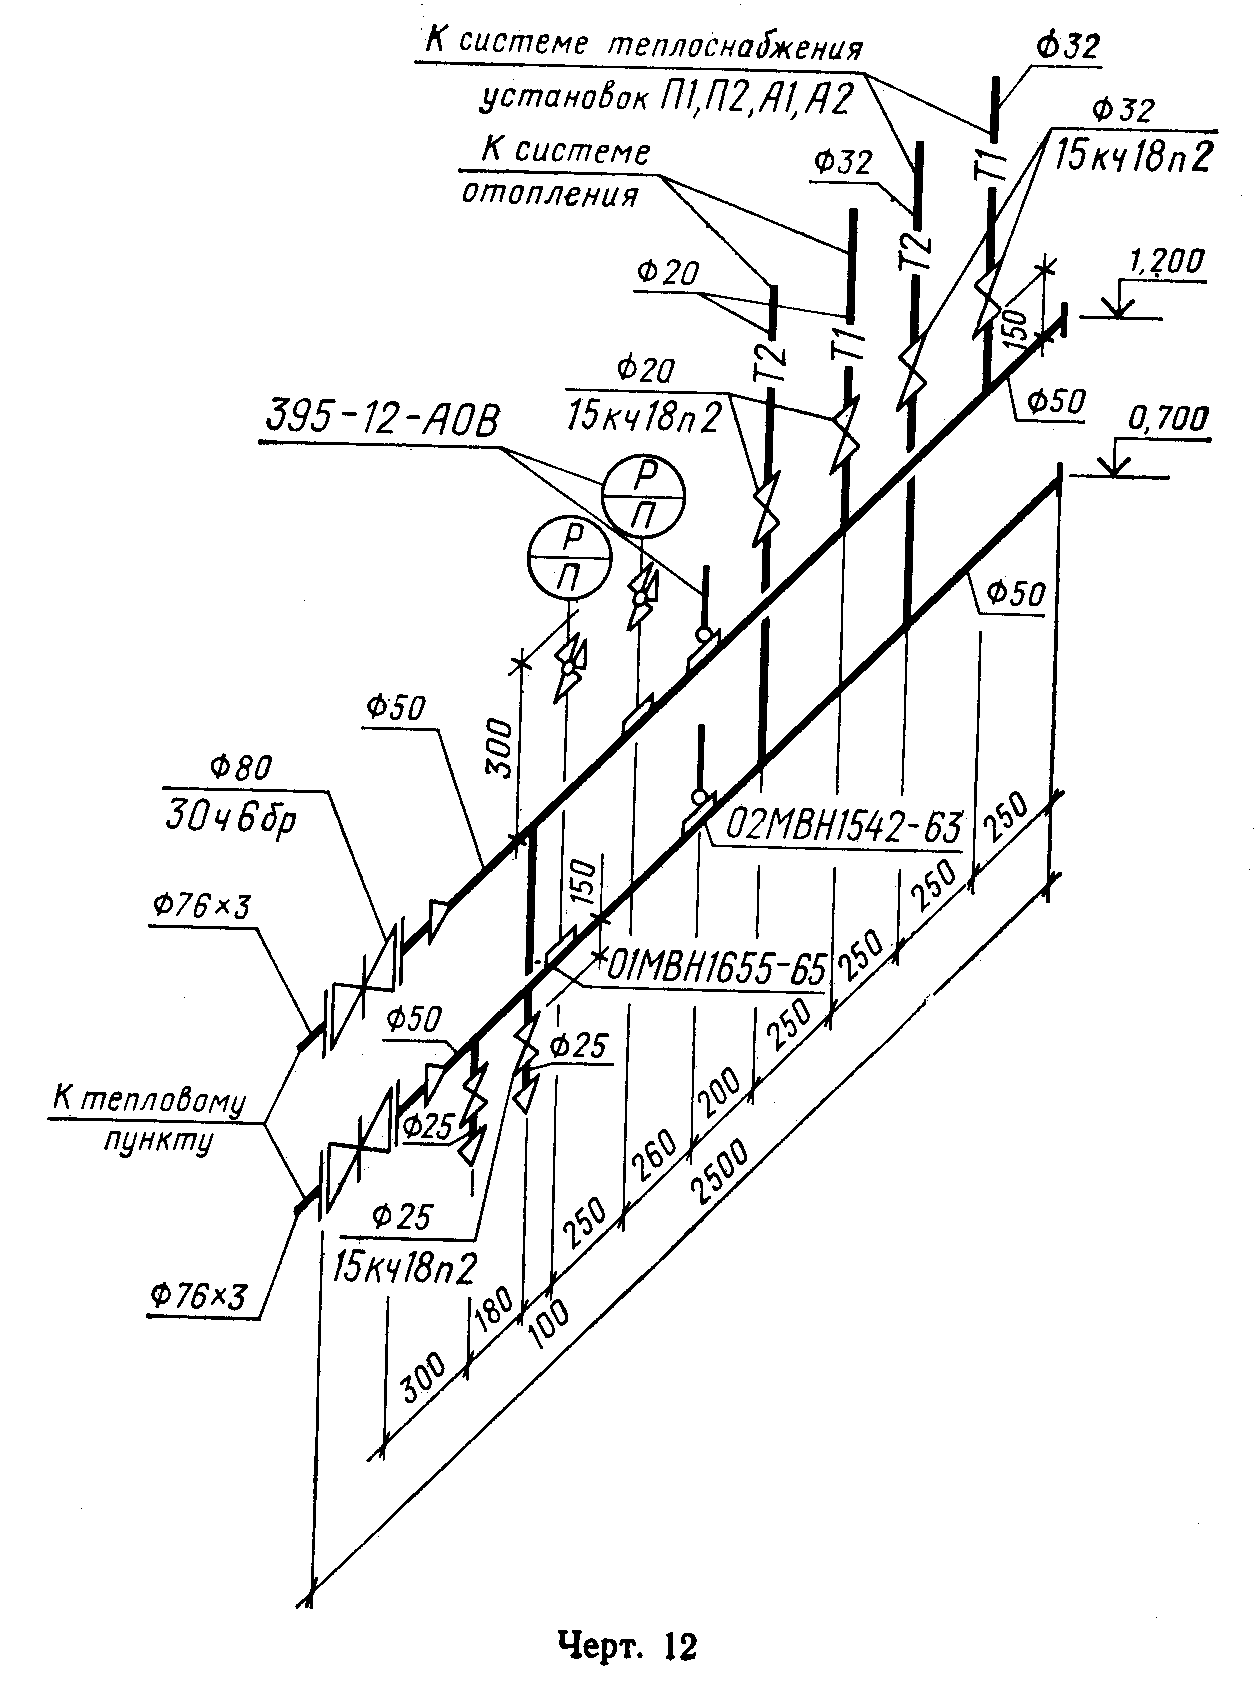 К системе теплоснабжения
установок П1, П2, А1, А2
Ф32
Ф32
15кч18п2
К системе
отопления
Ф32
Т1
Т2
Ф20
1,200
150
Т2
Т1
Ф20
15кч18п2
395-12-АОВ
Ф50
0,700
Р
П
Р
П
Ф50
Ф50
300
Ф80
30ч6бр
02МВН1542-63
250
Ф76×3
150
250
01МВН1655-65
250
Ф50
Ф25
250
К тепловому
пункту
Ф25
200
260
2500
Ф25
15кч18п2
250
Ф76×3
180
100
300
Черт. 12